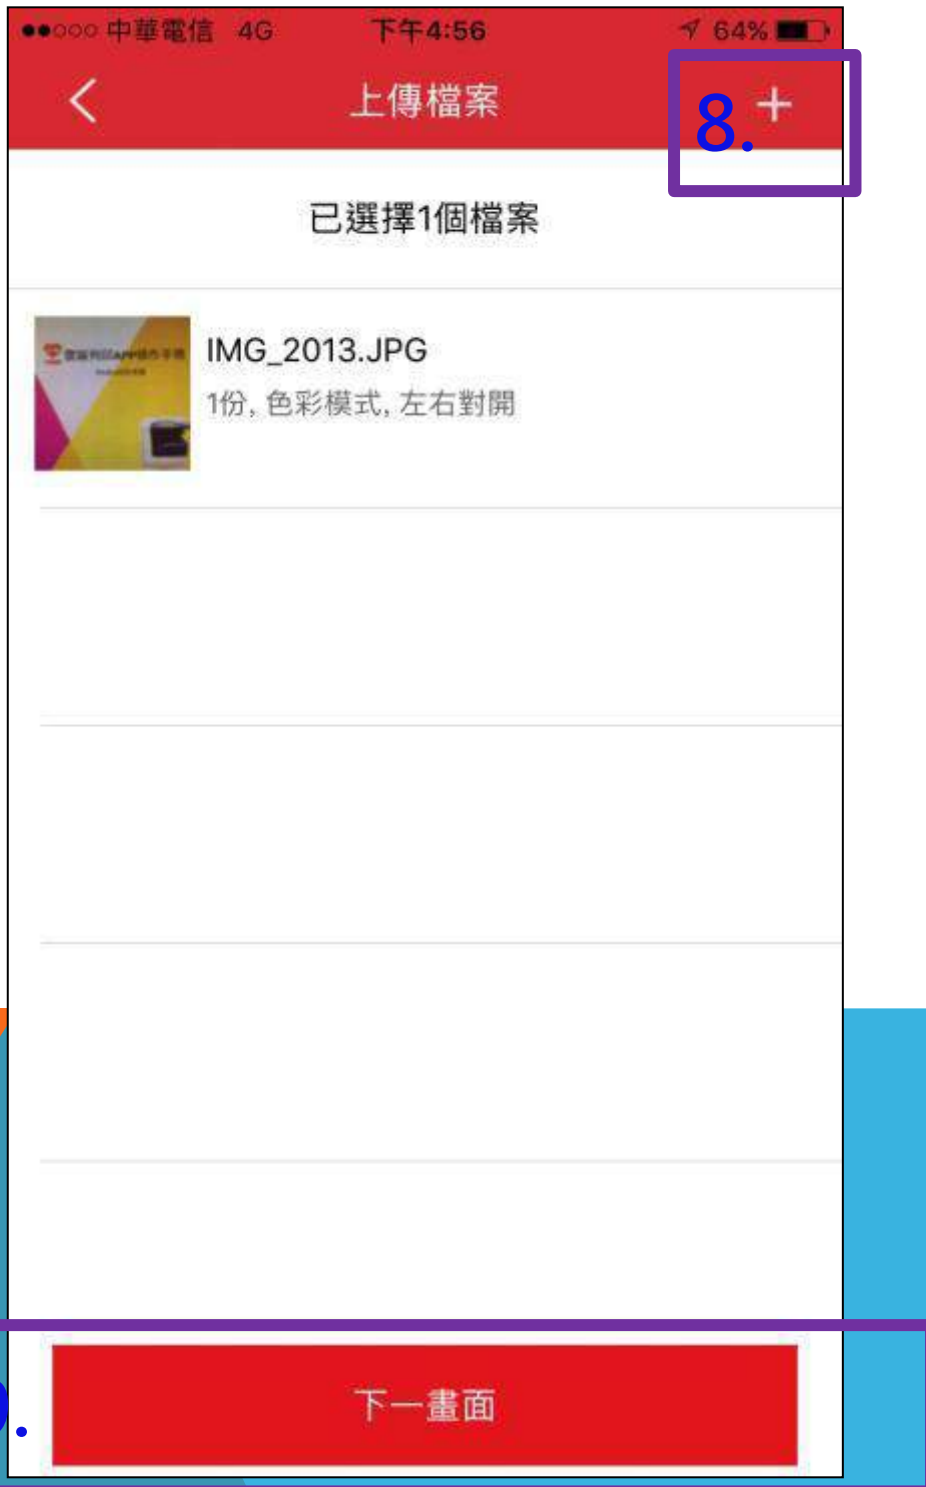 中華電信 4G 下午4:56 64%
上傳檔案
8. +
已選擇1個檔案
IMG_2013.JPG
1份, 色彩模式, 左右對開
下一畫面